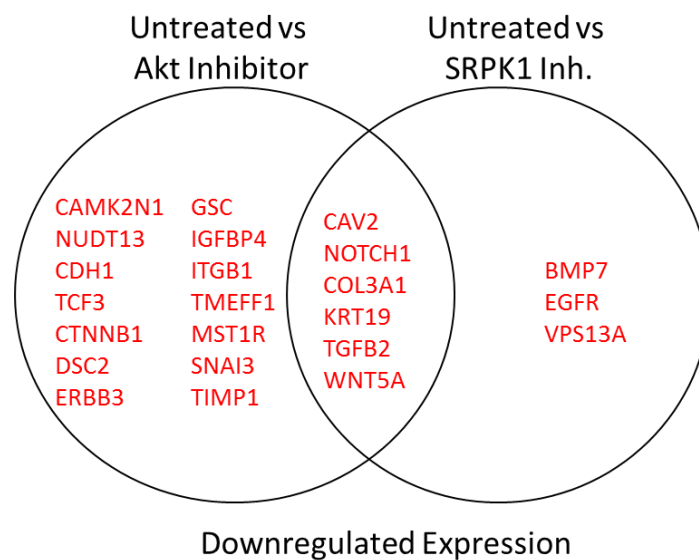 Untreated vs
Akt Inhibitor
Untreated vs
SRPK1 Inh.
CAMK2N1
NUDT13
CDH1
TCF3
CTNNB1
DSC2
ERBB3
GSC
IGFBP4
ITGB1
TMEFF1
MST1R
SNAI3
TIMP1
CAV2
NOTCH1
COL3A1
KRT19
TGFB2
WNT5A
BMP7
EGFR
VPS13A
Downregulated Expression